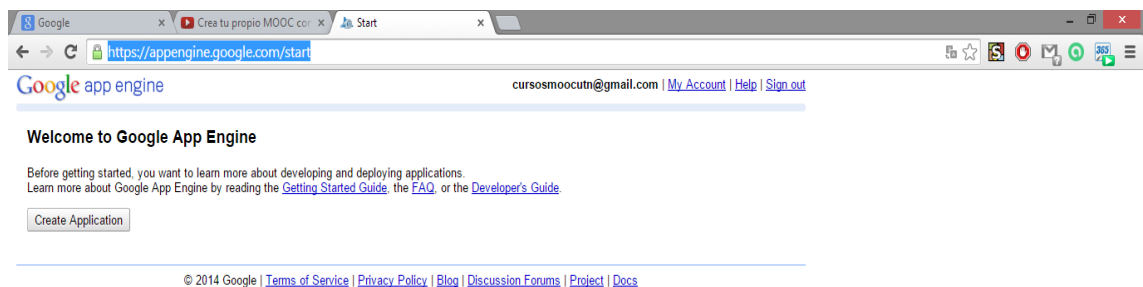 Google
Crea tu propio MOOC cor
Start
https://appengine.google.com/start
365
Google app engine
cursosmoocutn@gmail.com | My Account | Help | Sign out
Welcome to Google App Engine
Before getting started, you want to learn more about developing and deploying applications.
Learn more about Google App Engine by reading the Getting Started Guide, the FAQ, or the Developer's Guide.
Create Application
© 2014 Google | Terms of Service | Privacy Policy | Blog | Discussion Forums | Project | Docs